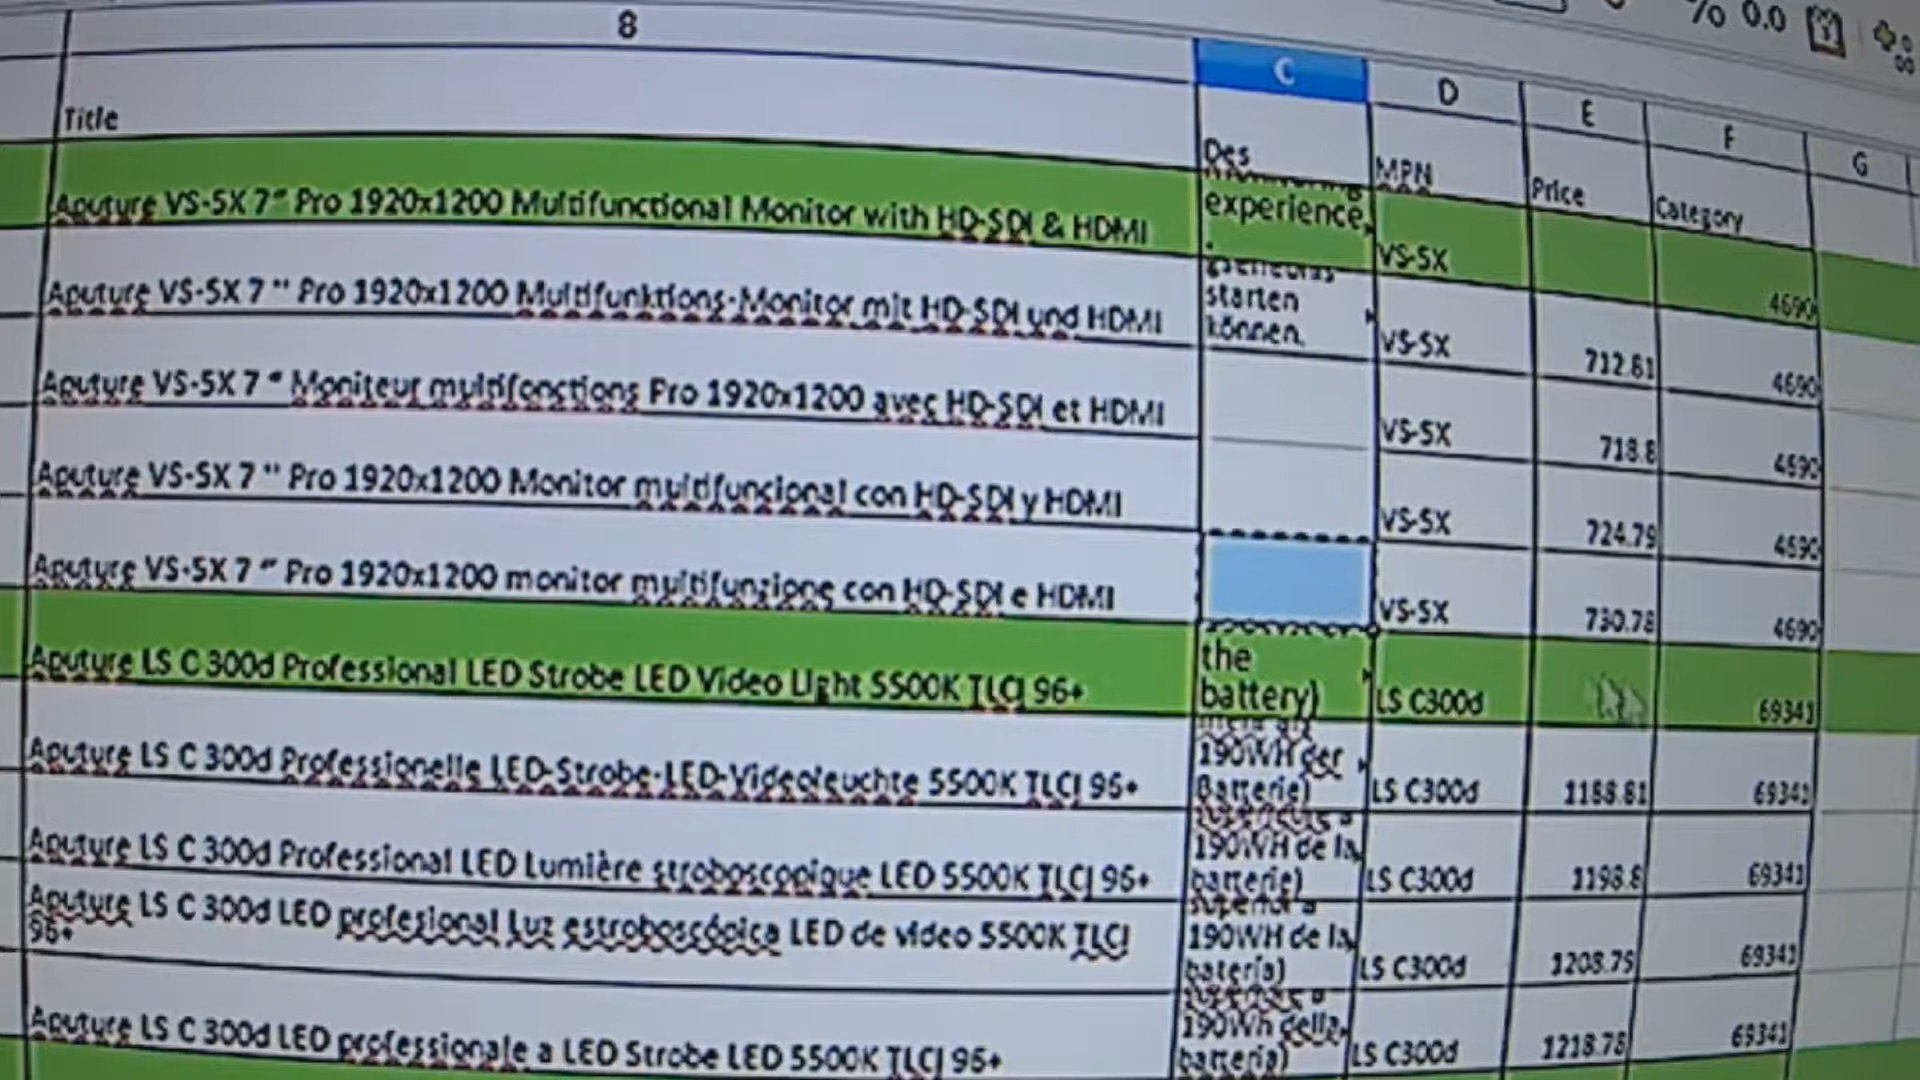 % 0.0
8 C D E F G
Title Des MPN Price Category
Aputure VS-5X 7" Pro 1920x1200 Multifunctional Monitor with HD-SDI & HDMI experience, VS-5X 4690
Aputure VS-5X 7 " Pro 1920x1200 Multifunktions-Monitor mit HD-SDI und HDMI starten können. VS-5X 712.81 4690
Aputure VS-5X 7 " Moniteur multifonctions Pro 1920x1200 avec HD-SDI et HDMI VS-5X 718.8 4690
Aputure VS-5X 7 " Pro 1920x1200 Monitor multifuncional con HD-SDI y HDMI VS-5X 724.79 4690
Aputure VS-5X 7 " Pro 1920x1200 monitor multifunzione con HD-SDI e HDMI VS-5X 730.78 4690
Aputure LS C 300d Professional LED Strobe LED Video Light 5500K TLCI 96+ the battery) LS C300d 69341
Aputure LS C 300d Professionelle LED-Strobe-LED-Videoleuchte 5500K TLCI 96+ 190WH der Batterie) LS C300d 1188.81 69341
Aputure LS C 300d Professional LED Lumière stroboscopique LED 5500K TLCI 96+ 190WH de la batterie) LS C300d 1198.8 69341
Aputure LS C 300d LED profesional Luz estroboscópica LED de video 5500K TLCI 96+ superior a 190WH de la batería) LS C300d 1208.79 69341
Aputure LS C 300d LED professionale a LED Strobe LED 5500K TLCI 96+ 190Wh della batteria) LS C300d 1218.78 69341